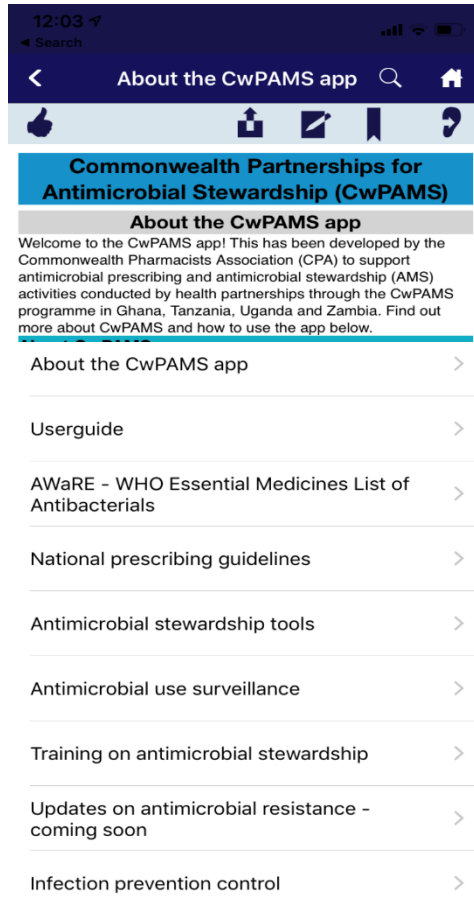 12:03
Search
About the CwPAMS app
Commonwealth Partnerships for
Antimicrobial Stewardship (CwPAMS)
About the CwPAMS app
Welcome to the CwPAMS app! This has been developed by the
Commonwealth Pharmacists Association (CPA) to support
antimicrobial prescribing and antimicrobial stewardship (AMS)
activities conducted by health partnerships through the CwPAMS
programme in Ghana, Tanzania, Uganda and Zambia. Find out
more about CwPAMS and how to use the app below.
About the CwPAMS app
Userguide
AWaRE - WHO Essential Medicines List of
Antibacterials
National prescribing guidelines
Antimicrobial stewardship tools
Antimicrobial use surveillance
Training on antimicrobial stewardship
Updates on antimicrobial resistance -
coming soon
Infection prevention control